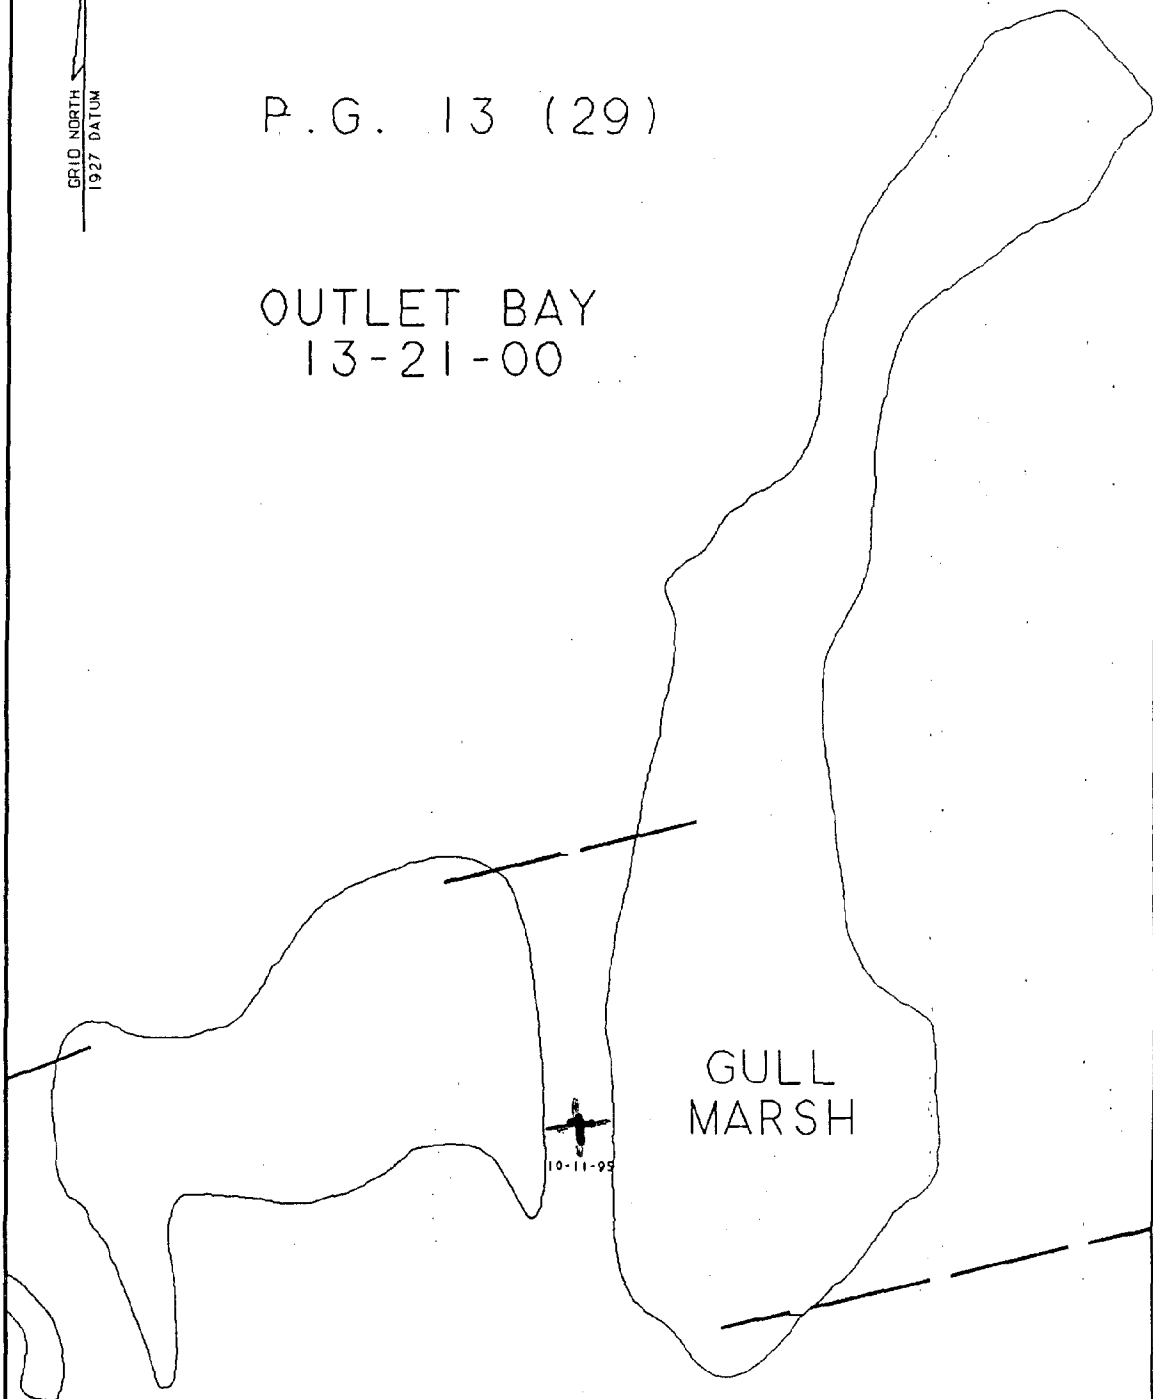 GRID NORTH
1927 DATUM
P.G. 13 (29)
OUTLET BAY
13-21-00
GULL
MARSH
10-11-95